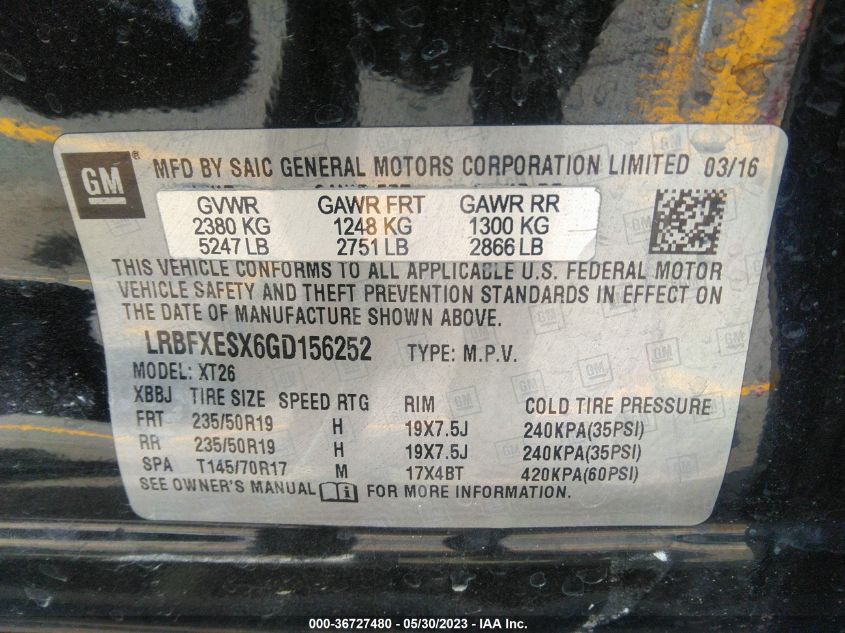 GM ® MFD BY SAIC GENERAL MOTORS CORPORATION LIMITED 03/16
GVWR GAWR FRT GAWR RR
2380 KG 1248 KG 1300 KG
5247 LB 2751 LB 2866 LB
THIS VEHICLE CONFORMS TO ALL APPLICABLE U.S. FEDERAL MOTOR
VEHICLE SAFETY AND THEFT PREVENTION STANDARDS IN EFFECT ON
THE DATE OF MANUFACTURE SHOWN ABOVE.
LRBFXESX6GD156252 TYPE: M.P.V.
MODEL: XT26
XBBJ TIRE SIZE SPEED RTG RIM COLD TIRE PRESSURE
FRT 235/50R19 H 19X7.5J 240KPA(35PSI)
RR 235/50R19 H 19X7.5J 240KPA(35PSI)
SPA T145/70R17 M 17X4BT 420KPA(60PSI)
SEE OWNER'S MANUAL FOR MORE INFORMATION.
000-36727480 — 05/30/2023 — IAA Inc.